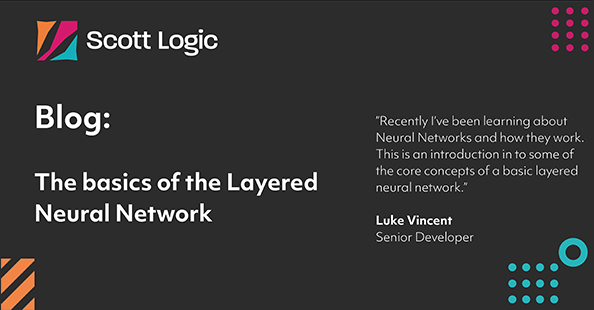 Scott Logic
Blog:
The basics of the Layered
Neural Network
"Recently I've been learning about
Neural Networks and how they work.
This is an introduction in to some of
the core concepts of a basic layered
neural network."
Luke Vincent
Senior Developer